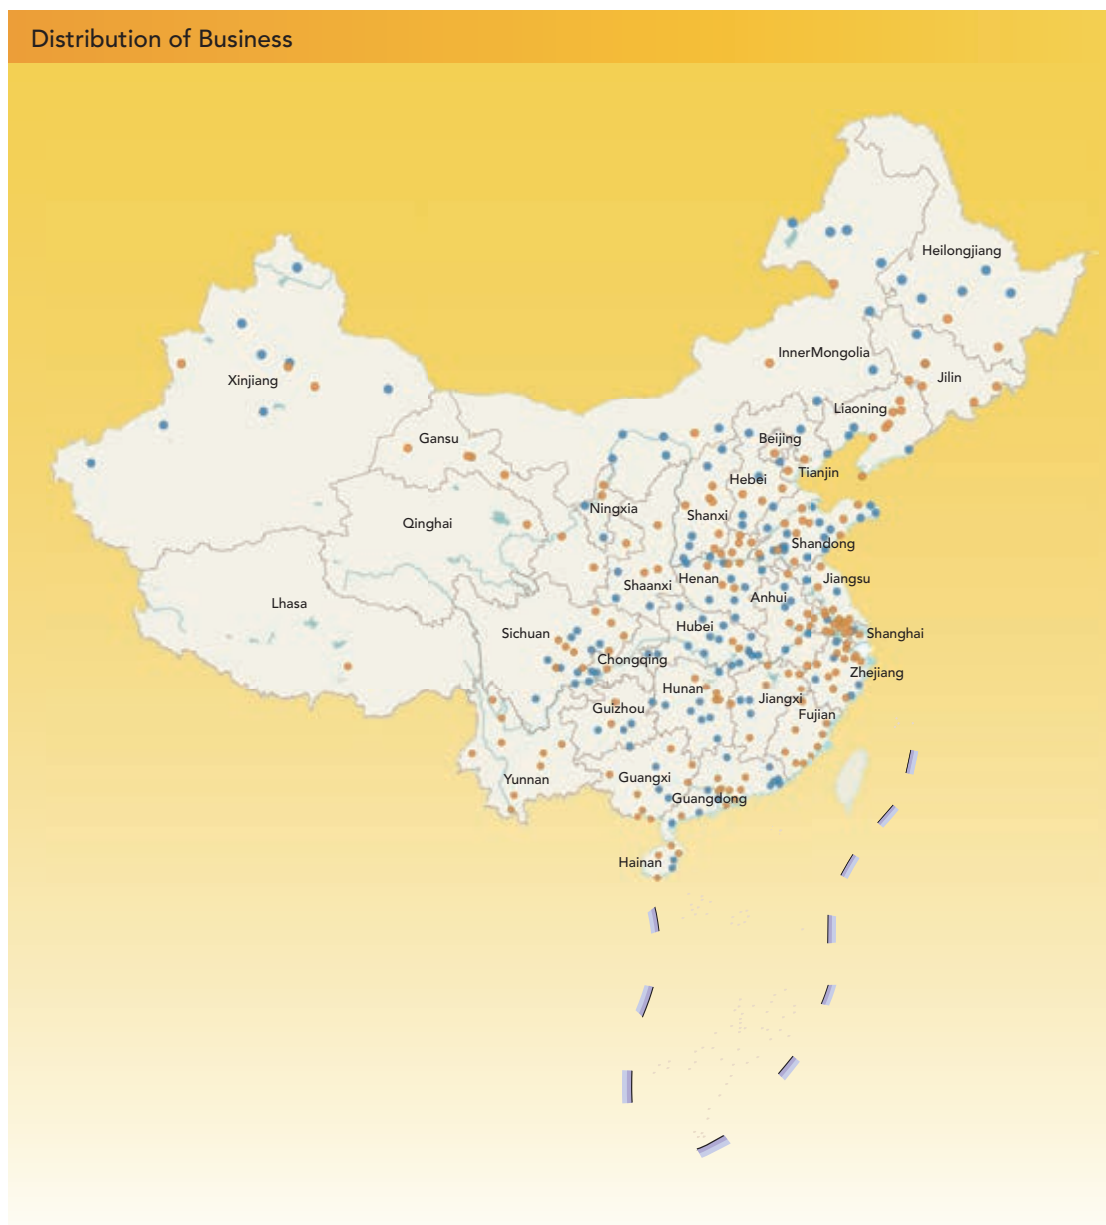 Distribution of Business
Heilongjiang
InnerMongolia
Jilin
Xinjiang
Liaoning
Gansu
Beijing
Tianjin
Hebei
Ningxia
Shanxi
Qinghai
Shandong
Henan
Jiangsu
Shaanxi
Anhui
Lhasa
Hubei
Sichuan
Shanghai
Chongqing
Zhejiang
Hunan
Jiangxi
Guizhou
Fujian
Guangxi
Yunnan
Guangdong
Hainan